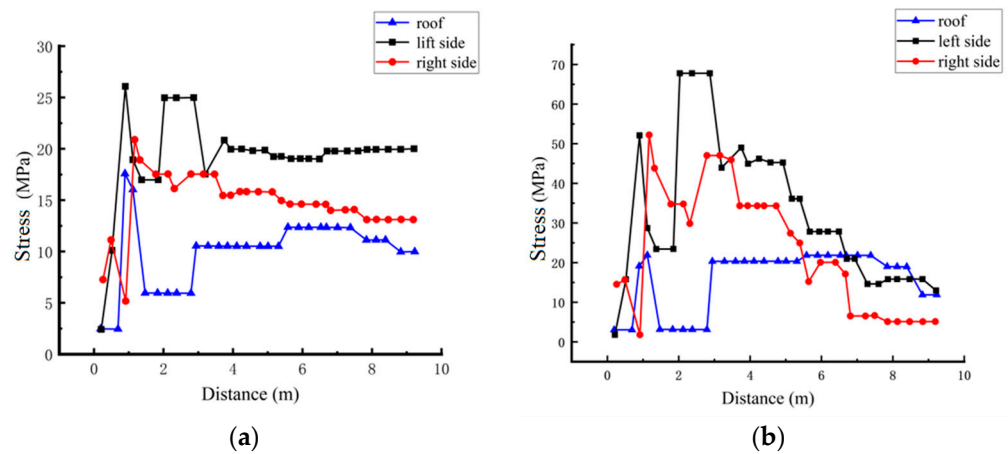 roof
lift side
right side
30
25
20
15
10
5
0
Stress (MPa)
0 2 4 6 8 10
Distance (m)
(a)
roof
left side
right side
70
60
50
40
30
20
10
0
Stress (MPa)
0 2 4 6 8 10
Distance (m)
(b)